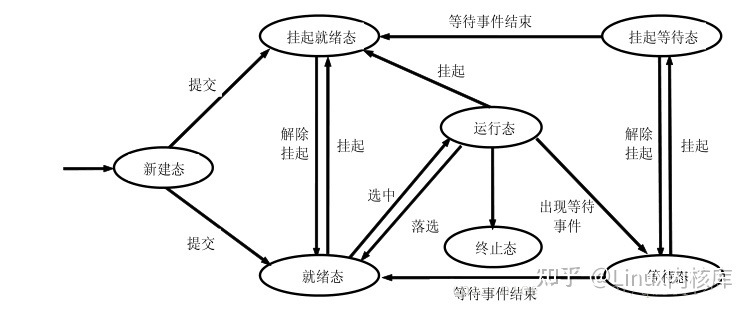 等待事件结束
挂起就绪态
挂起等待态
提交
挂起
解除
挂起
挂起
运行态
解除
挂起
挂起
新建态
选中
落选
出现等待
事件
提交
终止态
就绪态
等待态
等待事件结束
知乎 @Linux内核库